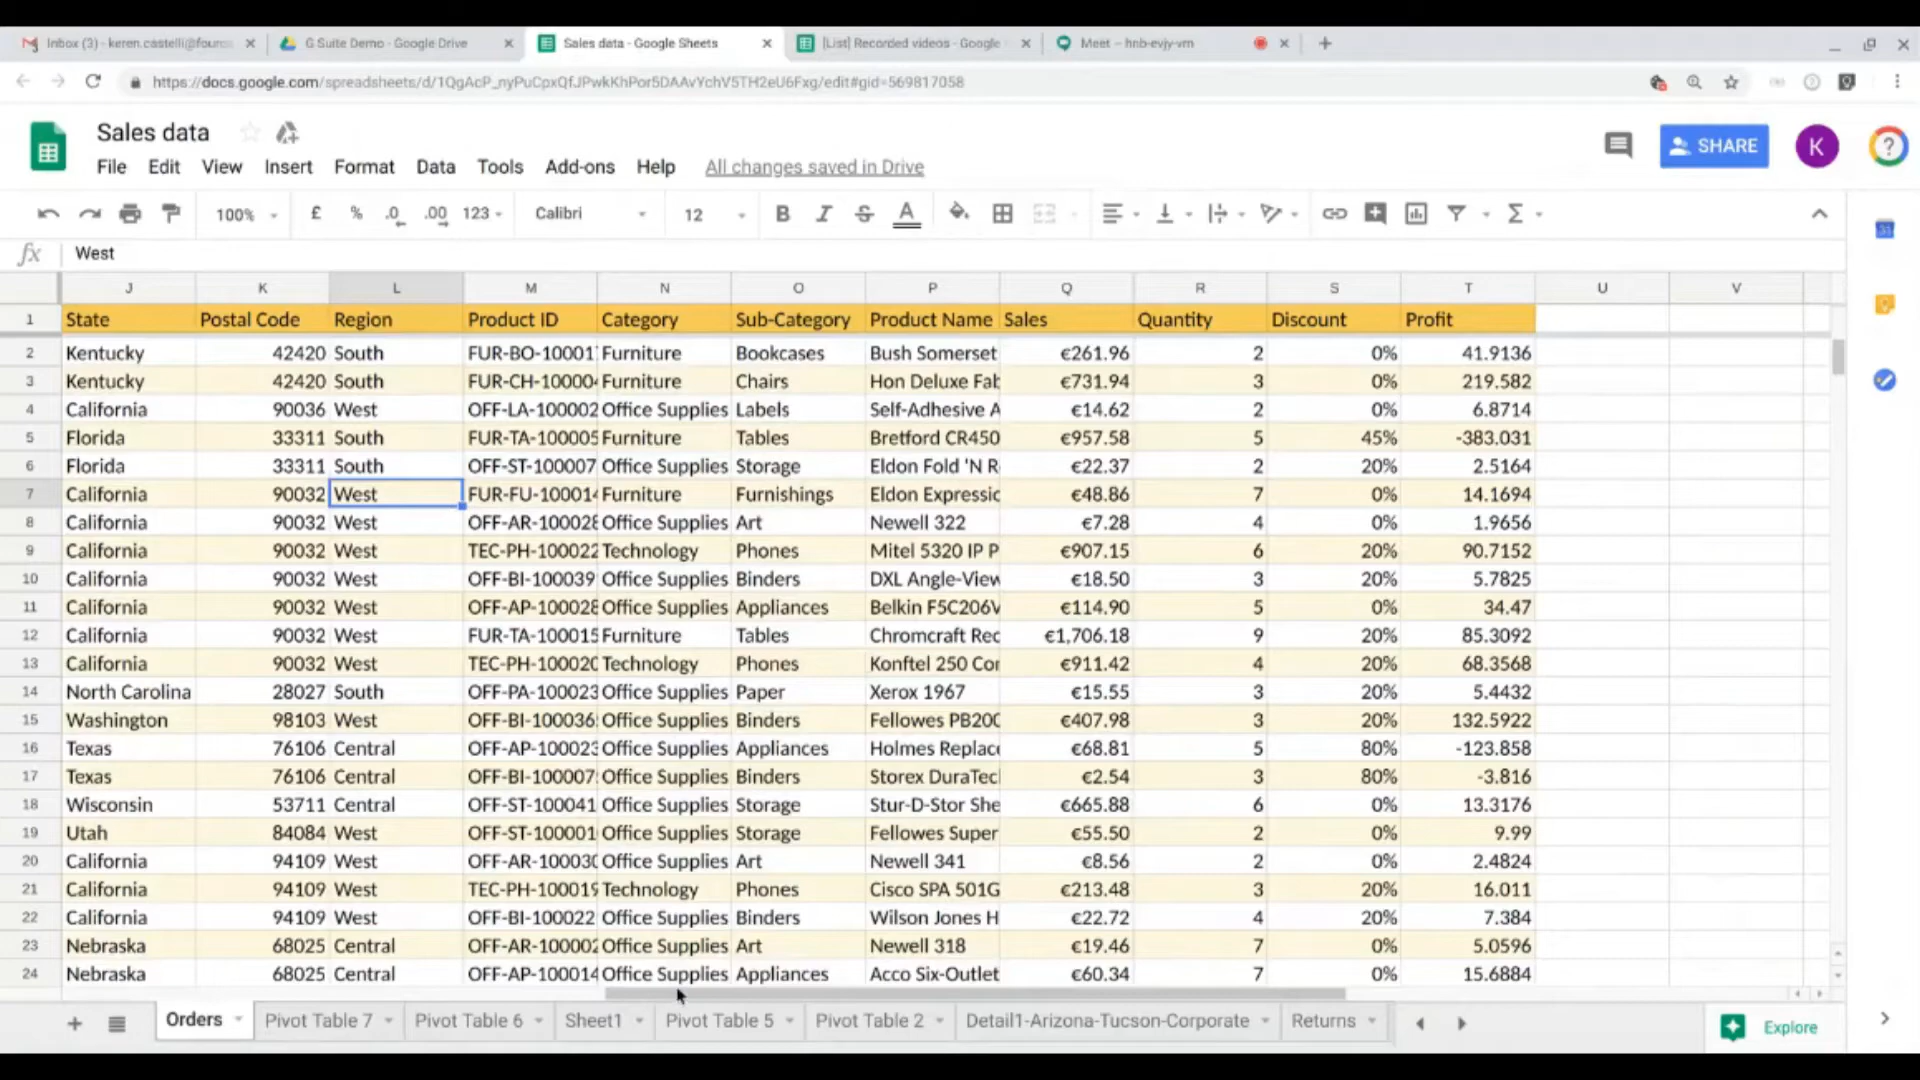 Inbox (3) - keren.castelli@foun
G Suite Demo - Google Drive
Sales data - Google Sheets
[List] Recorded videos - Google
Meet – hnb-evjy-vm
https://docs.google.com/spreadsheets/d/1QgAcP_nyPuCpxQfJPwkKhPor5DAAvYchV5TH2eU6Fxg/edit#gid=569817058
Sales data
SHARE
K
File Edit View Insert Format Data Tools Add-ons Help All changes saved in Drive
100% £ % .0 .00 123 Calibri 12 B I S A Σ
fx West
J K L M N O P Q R S T U V
1 State Postal Code Region Product ID Category Sub-Category Product Name Sales Quantity Discount Profit
2 Kentucky 42420 South FUR-BO-10001 Furniture Bookcases Bush Somerset €261.96 2 0% 41.9136
3 Kentucky 42420 South FUR-CH-10000 Furniture Chairs Hon Deluxe Fab €731.94 3 0% 219.582
4 California 90036 West OFF-LA-100002 Office Supplies Labels Self-Adhesive A €14.62 2 0% 6.8714
5 Florida 33311 South FUR-TA-100005 Furniture Tables Bretford CR450 €957.58 5 45% -383.031
6 Florida 33311 South OFF-ST-100007 Office Supplies Storage Eldon Fold 'N R €22.37 2 20% 2.5164
7 California 90032 West FUR-FU-100014 Furniture Furnishings Eldon Expressic €48.86 7 0% 14.1694
8 California 90032 West OFF-AR-100028 Office Supplies Art Newell 322 €7.28 4 0% 1.9656
9 California 90032 West TEC-PH-100022 Technology Phones Mitel 5320 IP P €907.15 6 20% 90.7152
10 California 90032 West OFF-BI-100039 Office Supplies Binders DXL Angle-View €18.50 3 20% 5.7825
11 California 90032 West OFF-AP-100028 Office Supplies Appliances Belkin F5C206V €114.90 5 0% 34.47
12 California 90032 West FUR-TA-100015 Furniture Tables Chromcraft Rec €1,706.18 9 20% 85.3092
13 California 90032 West TEC-PH-100020 Technology Phones Konftel 250 Cor €911.42 4 20% 68.3568
14 North Carolina 28027 South OFF-PA-100023 Office Supplies Paper Xerox 1967 €15.55 3 20% 5.4432
15 Washington 98103 West OFF-BI-100036 Office Supplies Binders Fellowes PB200 €407.98 3 20% 132.5922
16 Texas 76106 Central OFF-AP-100023 Office Supplies Appliances Holmes Replace €68.81 5 80% -123.858
17 Texas 76106 Central OFF-BI-100007 Office Supplies Binders Storex DuraTecl €2.54 3 80% -3.816
18 Wisconsin 53711 Central OFF-ST-100041 Office Supplies Storage Stur-D-Stor She €665.88 6 0% 13.3176
19 Utah 84084 West OFF-ST-100001 Office Supplies Storage Fellowes Super €55.50 2 0% 9.99
20 California 94109 West OFF-AR-100030 Office Supplies Art Newell 341 €8.56 2 0% 2.4824
21 California 94109 West TEC-PH-100019 Technology Phones Cisco SPA 501G €213.48 3 20% 16.011
22 California 94109 West OFF-BI-100022 Office Supplies Binders Wilson Jones H €22.72 4 20% 7.384
23 Nebraska 68025 Central OFF-AR-100002 Office Supplies Art Newell 318 €19.46 7 0% 5.0596
24 Nebraska 68025 Central OFF-AP-100014 Office Supplies Appliances Acco Six-Outlet €60.34 7 0% 15.6884
Orders Pivot Table 7 Pivot Table 6 Sheet1 Pivot Table 5 Pivot Table 2 Detail1-Arizona-Tucson-Corporate Returns Explore